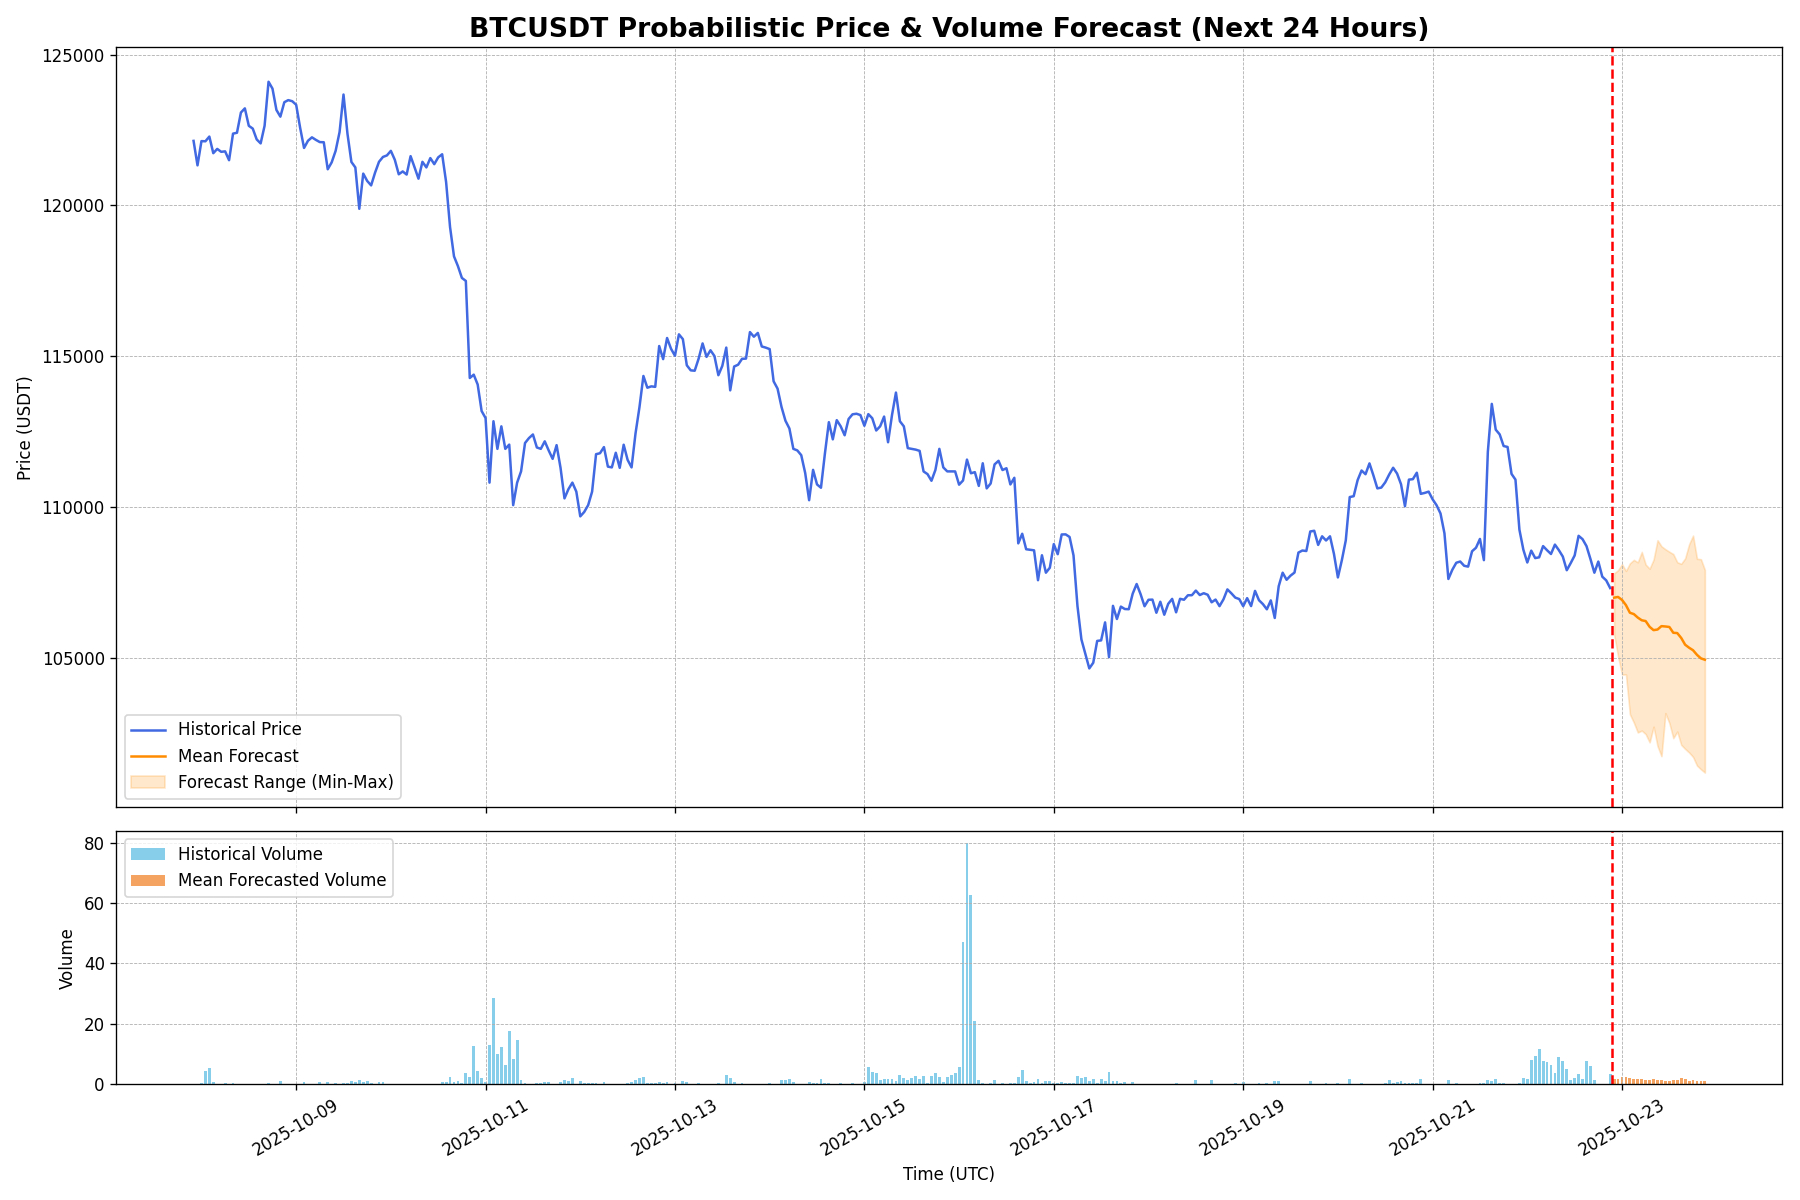 BTCUSDT Probabilistic Price & Volume Forecast (Next 24 Hours)
125000
120000
115000
110000
105000
Price (USDT)
Historical Price
Mean Forecast
Forecast Range (Min-Max)
80
60
40
20
0
Volume
Historical Volume
Mean Forecasted Volume
2025-10-09
2025-10-11
2025-10-13
2025-10-15
2025-10-17
2025-10-19
2025-10-21
2025-10-23
Time (UTC)